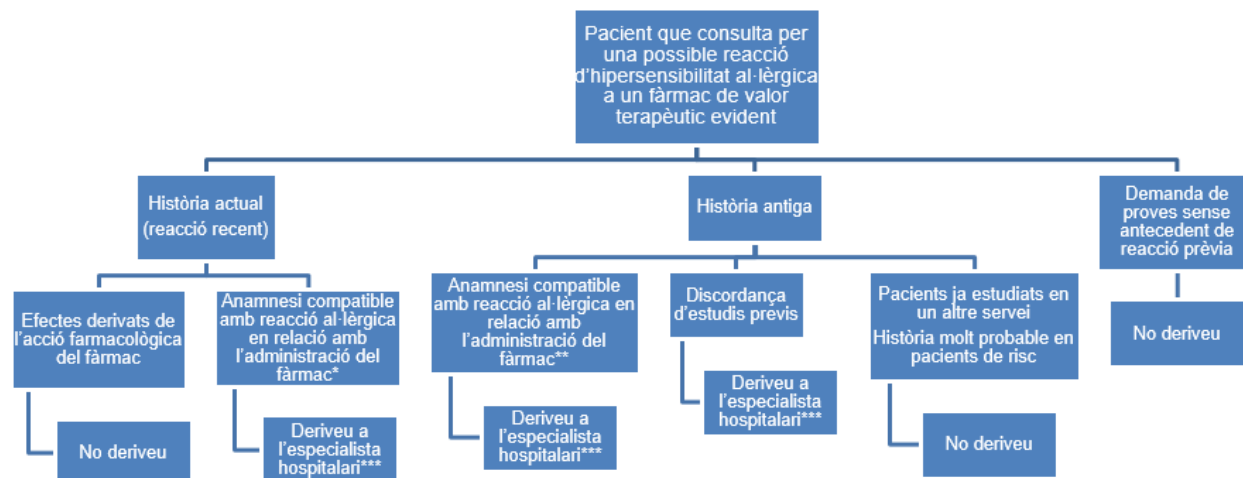 Pacient que consulta per
una possible reacció
d'hipersensibilitat al·lèrgica
a un fàrmac de valor
terapèutic evident
Història actual
(reacció recent)
Història antiga
Demanda de
proves sense
antecedent de
reacció prèvia
Efectes derivats de
l'acció farmacològica
del fàrmac
Anamnesi compatible
amb reacció al·lèrgica
en relació amb
l'administració del
fàrmac*
Anamnesi compatible
amb reacció al·lèrgica en
relació amb
l'administració del
fàrmac**
Discordança
d'estudis previs
Pacients ja estudiats en
un altre servei
Història molt probable en
pacients de risc
No deriveu
No deriveu
Deriveu a
l'especialista
hospitalari***
Deriveu a
l'especialista
hospitalari***
Deriveu a
l'especialista
hospitalari***
No deriveu